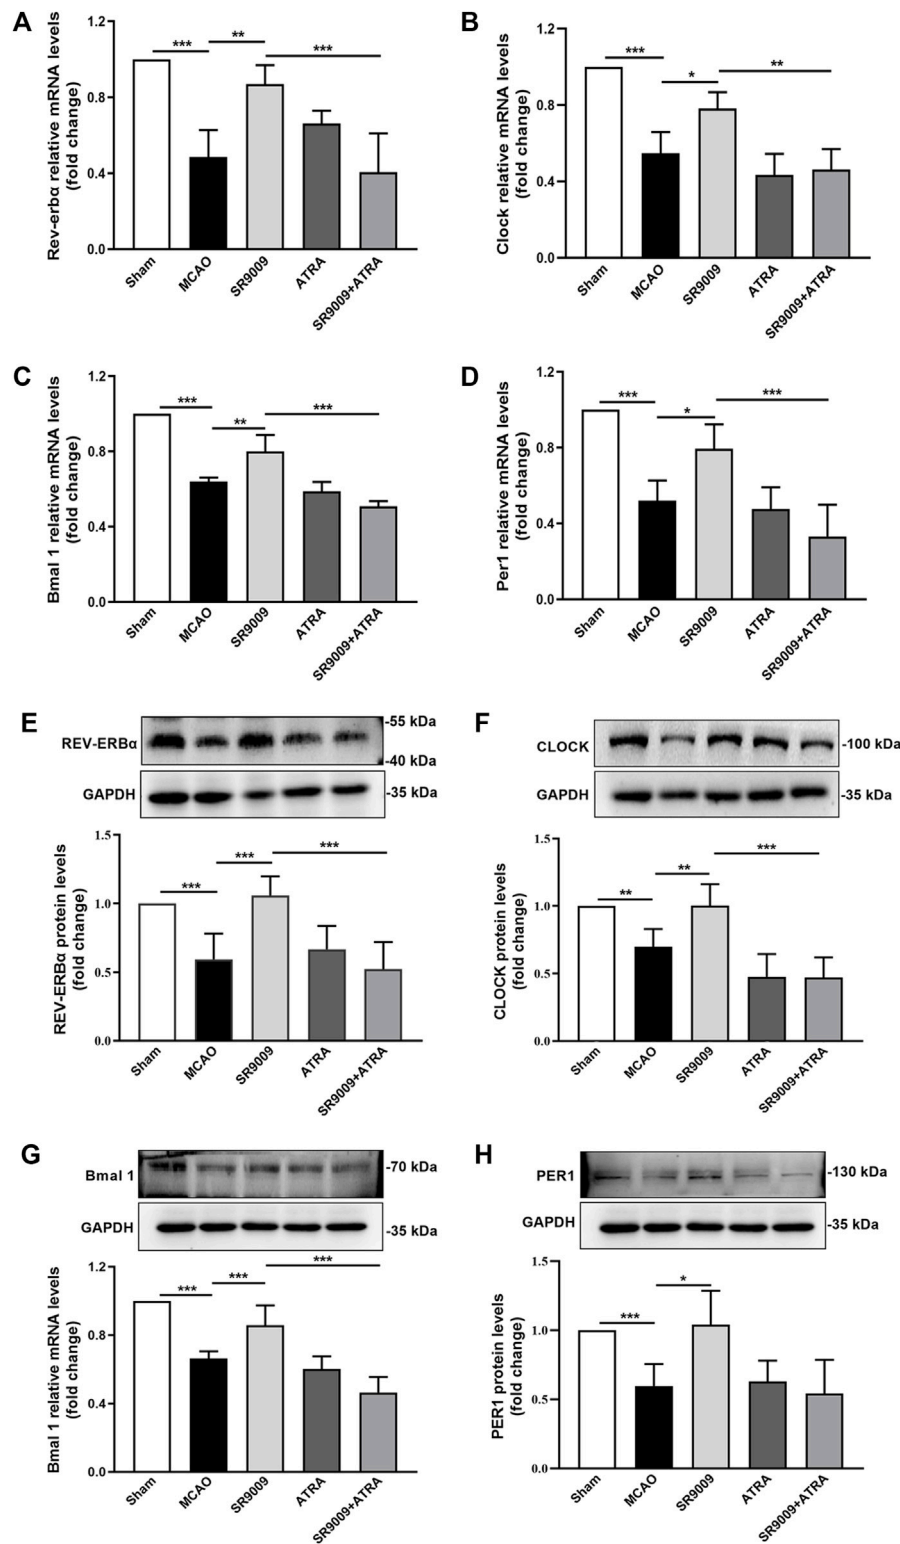 A
Rev-erbα relative mRNA levels
(fold change)
1.2
0.8
0.4
0.0
***
**
***
Sham
MCAO
SR9009
ATRA
SR9009+ATRA
B
Clock relative mRNA levels
(fold change)
1.2
0.8
0.4
0.0
***
*
**
Sham
MCAO
SR9009
ATRA
SR9009+ATRA
C
Bmal 1 relative mRNA levels
(fold change)
1.2
0.8
0.4
0.0
***
**
***
Sham
MCAO
SR9009
ATRA
SR9009+ATRA
D
Per1 relative mRNA levels
(fold change)
1.2
0.8
0.4
0.0
***
*
***
Sham
MCAO
SR9009
ATRA
SR9009+ATRA
E
REV-ERBα
-55 kDa
-40 kDa
GAPDH
-35 kDa
REV-ERBα protein levels
(fold change)
1.5
1.0
0.5
0.0
***
***
***
Sham
MCAO
SR9009
ATRA
SR9009+ATRA
F
CLOCK
-100 kDa
GAPDH
-35 kDa
CLOCK protein levels
(fold change)
1.5
1.0
0.5
0.0
**
**
***
Sham
MCAO
SR9009
ATRA
SR9009+ATRA
G
Bmal 1
-70 kDa
GAPDH
-35 kDa
Bmal 1 relative mRNA levels
(fold change)
1.2
0.8
0.4
0.0
***
***
***
Sham
MCAO
SR9009
ATRA
SR9009+ATRA
H
PER1
-130 kDa
GAPDH
-35 kDa
PER1 protein levels
(fold change)
1.5
1.0
0.5
0.0
***
*
Sham
MCAO
SR9009
ATRA
SR9009+ATRA